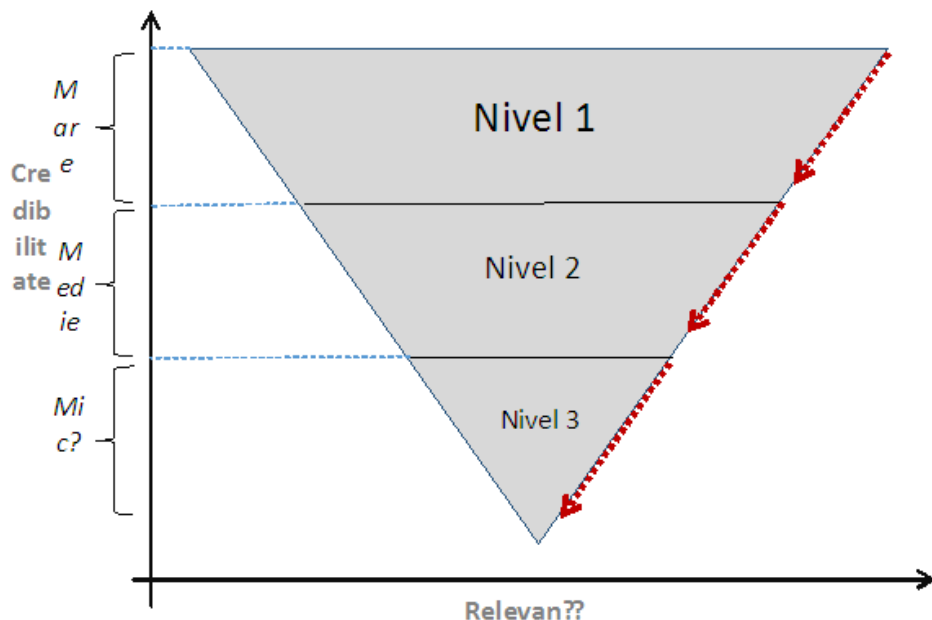 Nivel 1
Nivel 2
Nivel 3
Cre
dib
ilit
ate
M
ar
e
M
ed
ie
Mi
c?
Relevan??